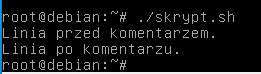 root@debian:~# ./skrypt.sh
Linia przed komentarzem.
Linia po komentarzu.
root@debian:~#